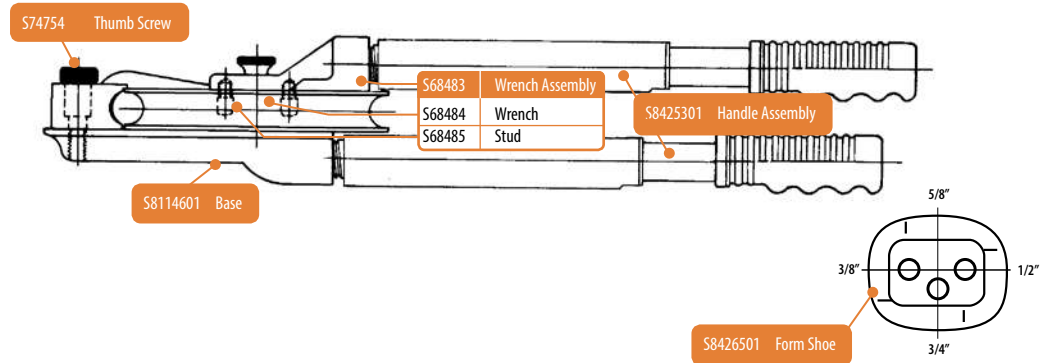 S74754 Thumb Screw
S68483 Wrench Assembly
S68484 Wrench
S68485 Stud
S8425301 Handle Assembly
S8114601 Base
5/8”
3/8”
1/2”
S8426501 Form Shoe
3/4”